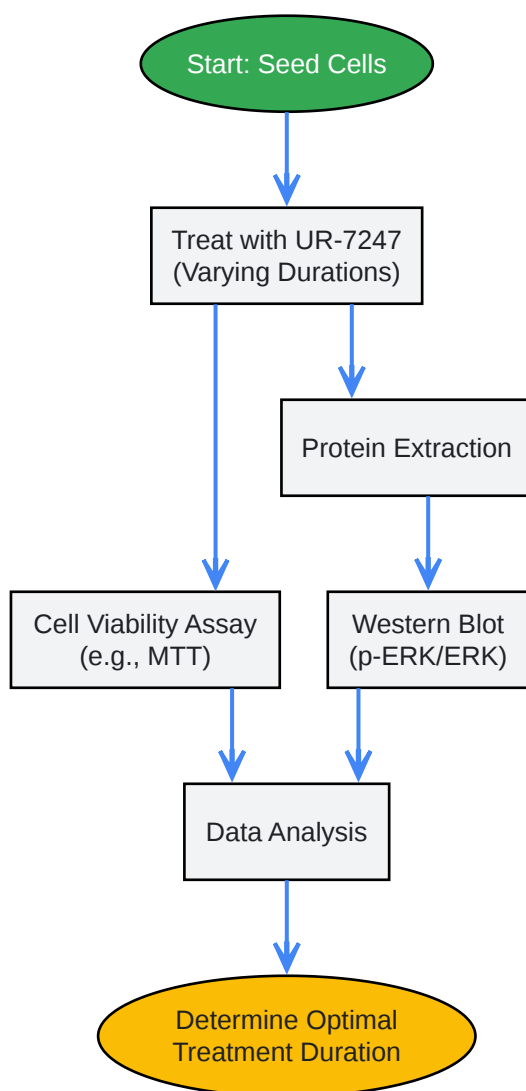 Start: Seed Cells
Treat with UR-7247
(Varying Durations)
Protein Extraction
Cell Viability Assay
(e.g., MTT)
Western Blot
(p-ERK/ERK)
Data Analysis
Determine Optimal
Treatment Duration